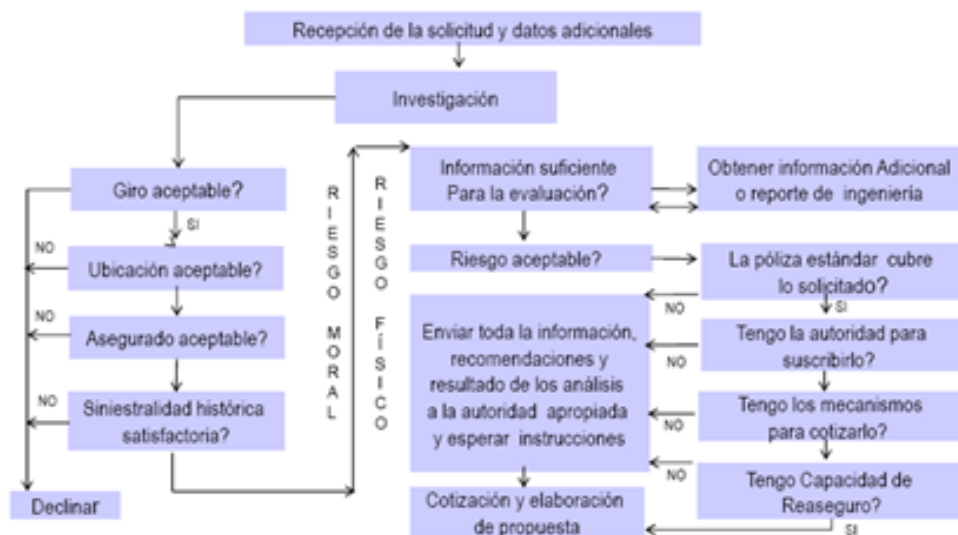 Recepción de la solicitud y datos adicionales
Investigación
Giro aceptable?
SI
NO
Ubicación aceptable?
NO
Asegurado aceptable?
NO
Siniestralidad histórica
satisfactoria?
Declinar
RIESGO MORAL
RIESGO FÍSICO
Información suficiente
Para la evaluación?
Obtener información Adicional
o reporte de ingeniería
Riesgo aceptable?
La póliza estándar cubre
lo solicitado?
NO
SI
Enviar toda la información,
recomendaciones y
resultado de los análisis
a la autoridad apropiada
y esperar instrucciones
Tengo la autoridad para
suscribirlo?
NO
Tengo los mecanismos
para cotizarlo?
NO
Tengo Capacidad de
Reaseguro?
NO
SI
Cotización y elaboración
de propuesta